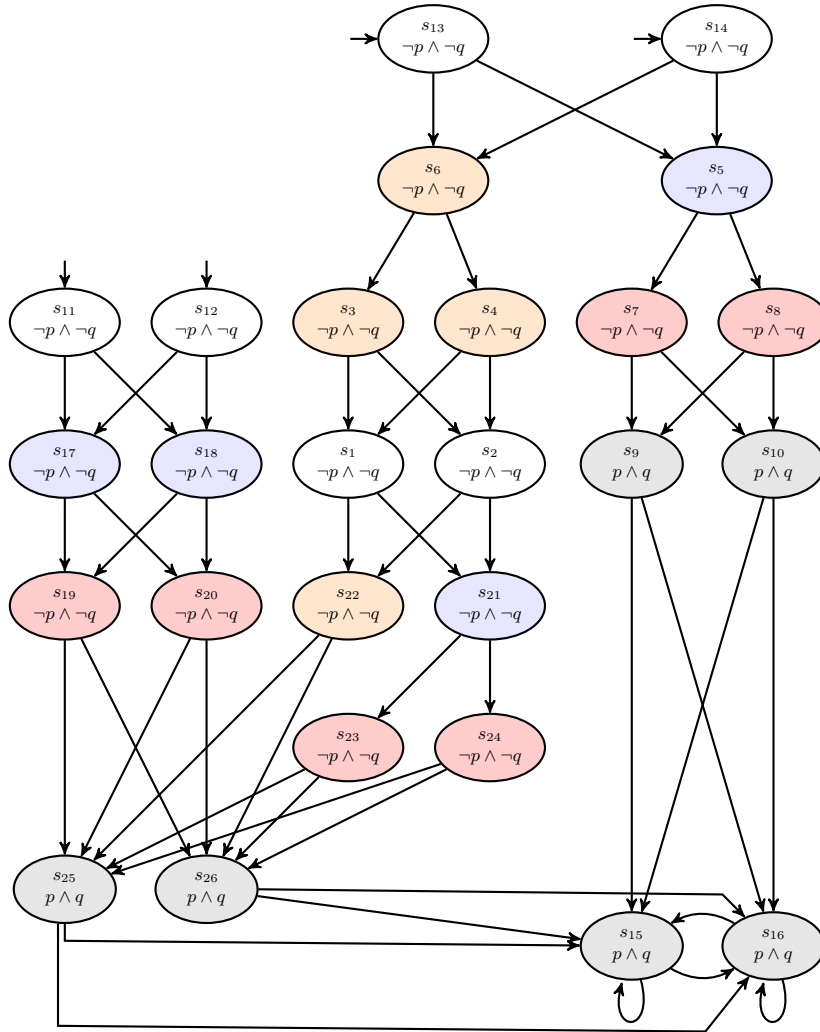 s₁₃
¬p ∧ ¬q
s₁₄
¬p ∧ ¬q
s₆
¬p ∧ ¬q
s₅
¬p ∧ ¬q
s₁₁
¬p ∧ ¬q
s₁₂
¬p ∧ ¬q
s₃
¬p ∧ ¬q
s₄
¬p ∧ ¬q
s₇
¬p ∧ ¬q
s₈
¬p ∧ ¬q
s₁₇
¬p ∧ ¬q
s₁₈
¬p ∧ ¬q
s₁
¬p ∧ ¬q
s₂
¬p ∧ ¬q
s₉
p ∧ q
s₁₀
p ∧ q
s₁₉
¬p ∧ ¬q
s₂₀
¬p ∧ ¬q
s₂₂
¬p ∧ ¬q
s₂₁
¬p ∧ ¬q
s₂₃
¬p ∧ ¬q
s₂₄
¬p ∧ ¬q
s₂₅
p ∧ q
s₂₆
p ∧ q
s₁₅
p ∧ q
s₁₆
p ∧ q